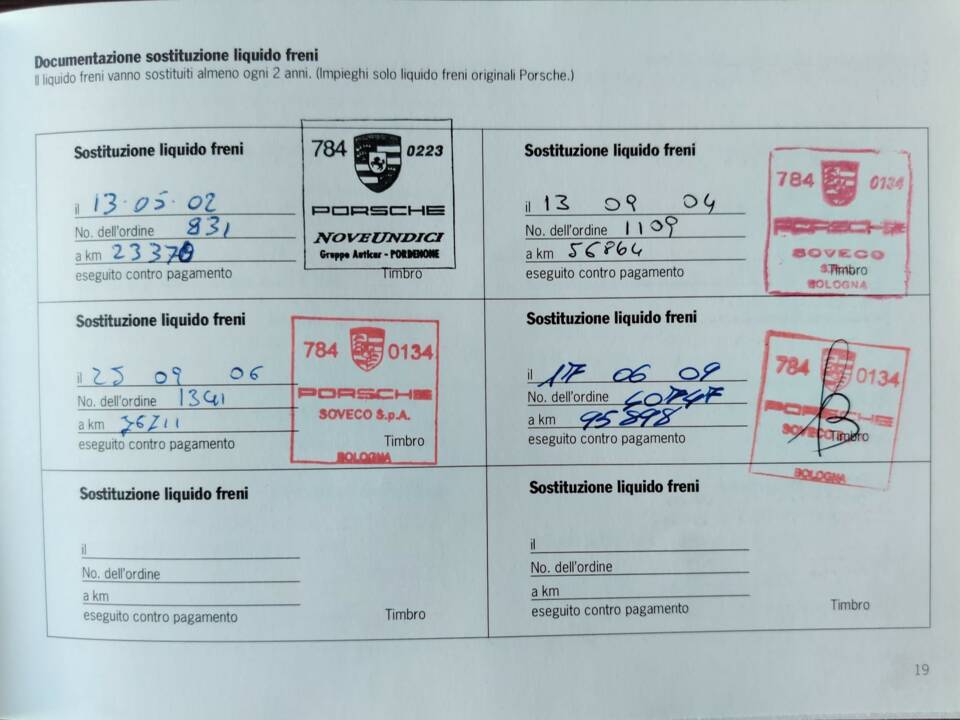 Documentazione sostituzione liquido freni
Il liquido freni vanno sostituiti almeno ogni 2 anni. (Impieghi solo liquido freni originali Porsche.)
Sostituzione liquido freni
il 13.05.02
No. dell'ordine 831
a km 23370
eseguito contro pagamento
Timbro
784 0223
PORSCHE
NOVEUNDICI
Gruppo Auticar - PORDENONE
Sostituzione liquido freni
il 13 09 04
No. dell'ordine 1109
a km 56864
eseguito contro pagamento
Timbro
784 0134
PORSCHE
SOVECO
S.p.A.
BOLOGNA
Sostituzione liquido freni
il 25 09 06
No. dell'ordine 1341
a km 76211
eseguito contro pagamento
Timbro
784 0134
PORSCHE
SOVECO S.p.A.
BOLOGNA
Sostituzione liquido freni
il 17 06 09
No. dell'ordine 60747
a km 95898
eseguito contro pagamento
Timbro
784 0134
PORSCHE
SOVECO
BOLOGNA
Sostituzione liquido freni
il
No. dell'ordine
a km
eseguito contro pagamento
Timbro
Sostituzione liquido freni
il
No. dell'ordine
a km
eseguito contro pagamento
Timbro
19